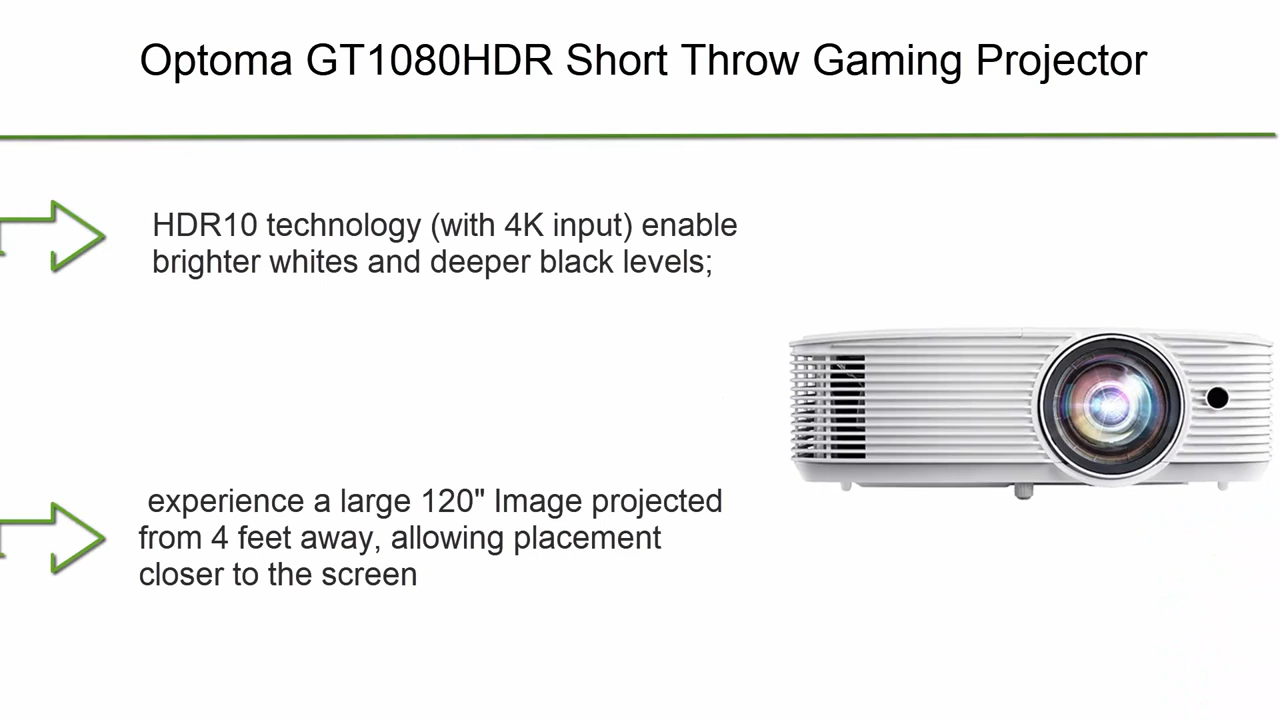 Optoma GT1080HDR Short Throw Gaming Projector
HDR10 technology (with 4K input) enable
brighter whites and deeper black levels;
experience a large 120" Image projected
from 4 feet away, allowing placement
closer to the screen